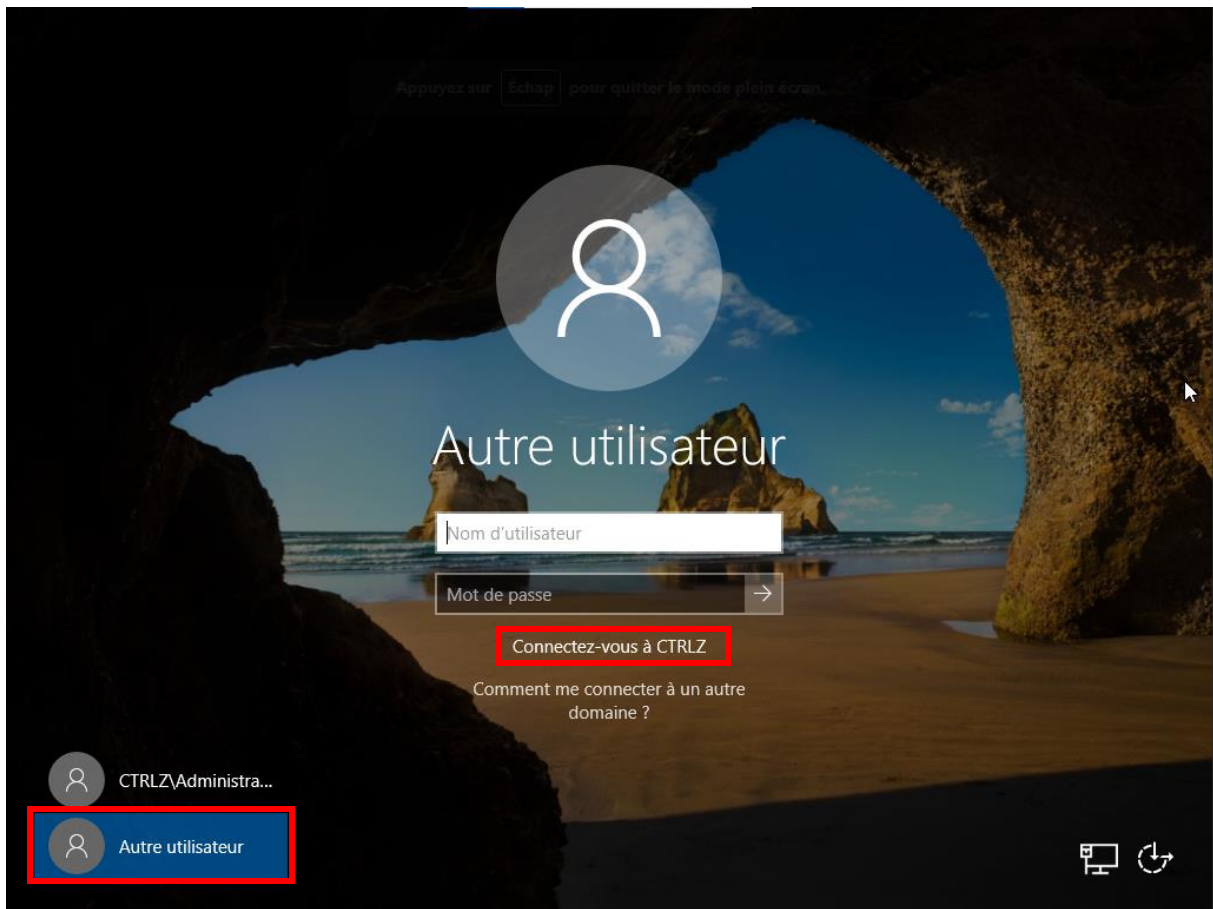 Appuyez sur Échap pour quitter le mode plein écran.
Autre utilisateur
Nom d'utilisateur
Mot de passe
Connectez-vous à CTRLZ
Comment me connecter à un autre
domaine ?
CTRLZ\Administra...
Autre utilisateur